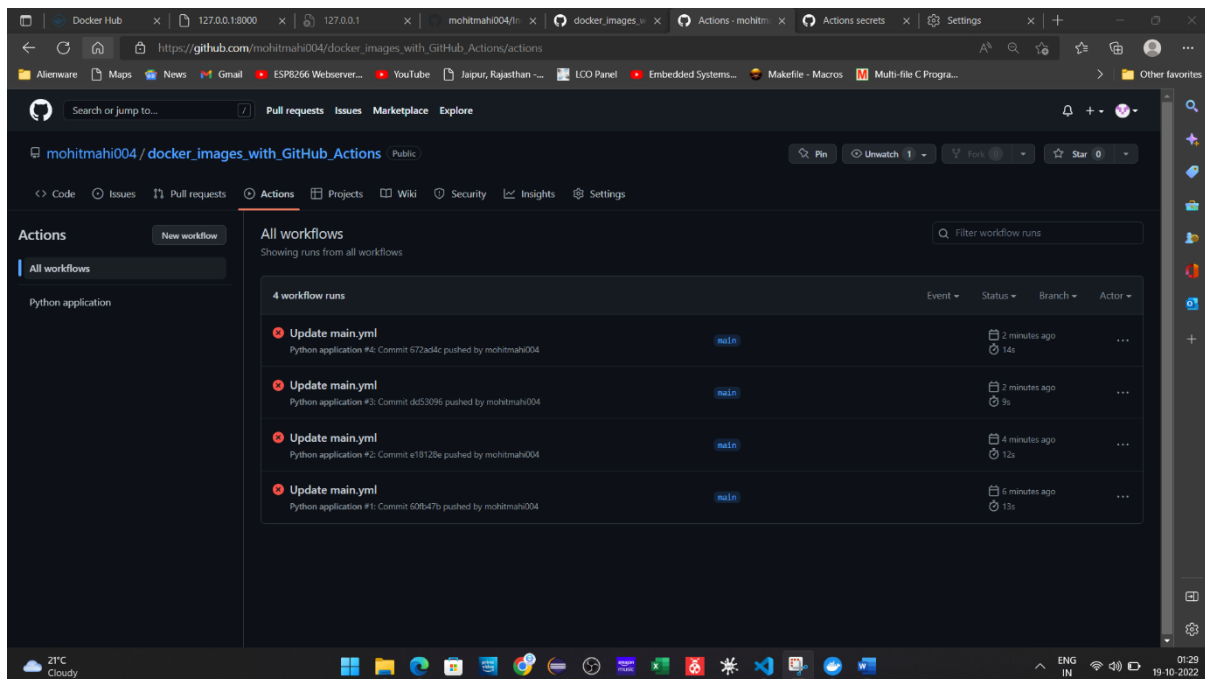 Docker Hub
127.0.0.1:8000
127.0.0.1
mohitmahi004/In
docker_images_w
Actions - mohitm
Actions secrets
Settings
https://github.com/mohitmahi004/docker_images_with_GitHub_Actions/actions
Alienware Maps News Gmail ESP8266 Webserver... YouTube Jaipur, Rajasthan -... LCO Panel Embedded Systems... Makefile - Macros Multi-file C Progra... Other favorites
Search or jump to... / Pull requests Issues Marketplace Explore
mohitmahi004 / docker_images_with_GitHub_Actions Public
Pin Unwatch 1 Fork 0 Star 0
Code Issues Pull requests Actions Projects Wiki Security Insights Settings
Actions New workflow
All workflows
Python application
All workflows
Showing runs from all workflows
Filter workflow runs
4 workflow runs Event Status Branch Actor
Update main.yml
Python application #4: Commit 672ad4c pushed by mohitmahi004
main
2 minutes ago
14s
Update main.yml
Python application #3: Commit dd53096 pushed by mohitmahi004
main
2 minutes ago
9s
Update main.yml
Python application #2: Commit e18128e pushed by mohitmahi004
main
4 minutes ago
12s
Update main.yml
Python application #1: Commit 60fb47b pushed by mohitmahi004
main
6 minutes ago
13s
21°C
Cloudy
ENG
IN
01:29
19-10-2022